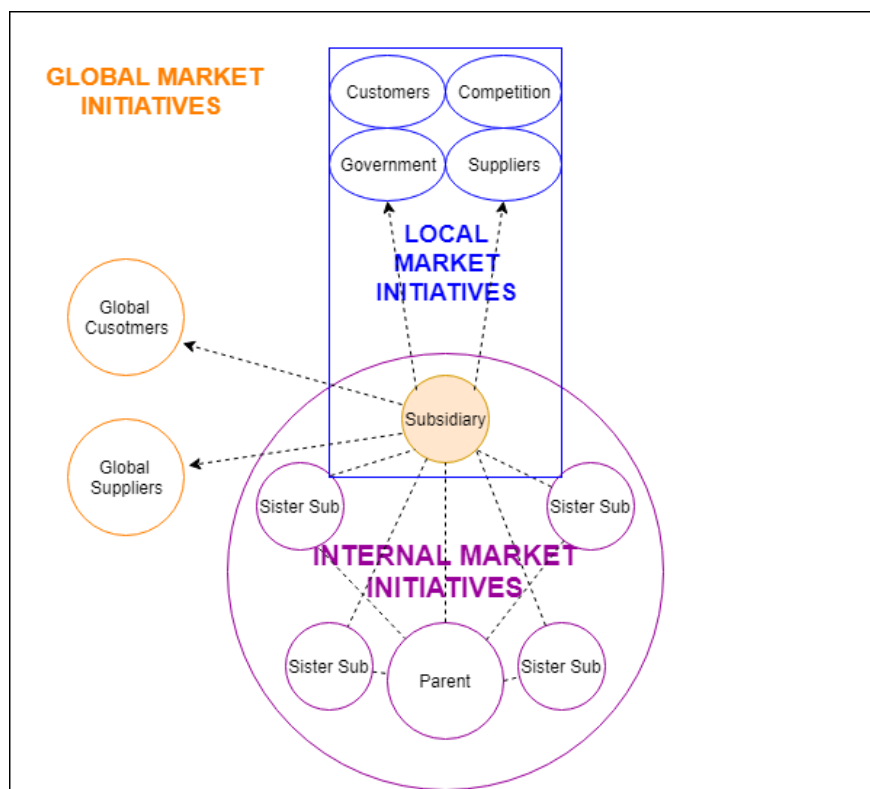 GLOBAL MARKET
INITIATIVES
Customers
Competition
Government
Suppliers
LOCAL
MARKET
INITIATIVES
Global
Cusotmers
Subsidiary
Global
Suppliers
Sister Sub
Sister Sub
INTERNAL MARKET
INITIATIVES
Sister Sub
Parent
Sister Sub